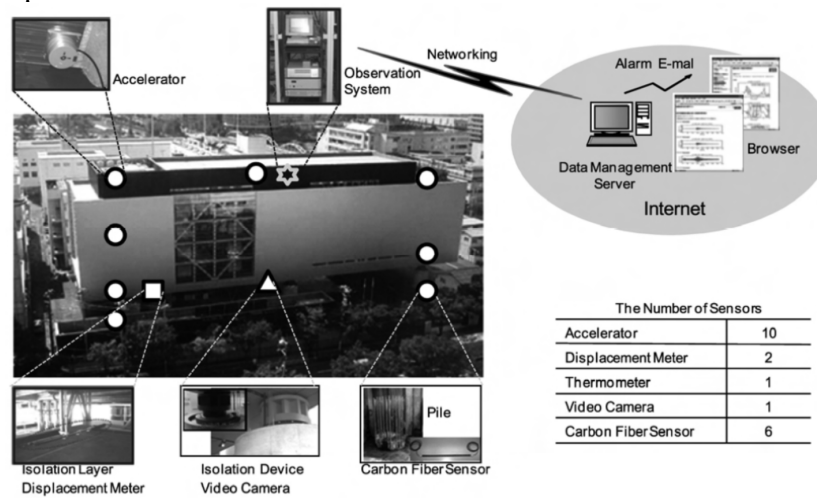 Accelerator
Observation
System
Networking
Alarm E-mal
Browser
Data Management
Server
Internet
The Number of Sensors
Accelerator 10
Displacement Meter 2
Thermometer 1
Video Camera 1
Carbon Fiber Sensor 6
Pile
Isolation Layer
Displacement Meter
Isolation Device
Video Camera
Carbon Fiber Sensor